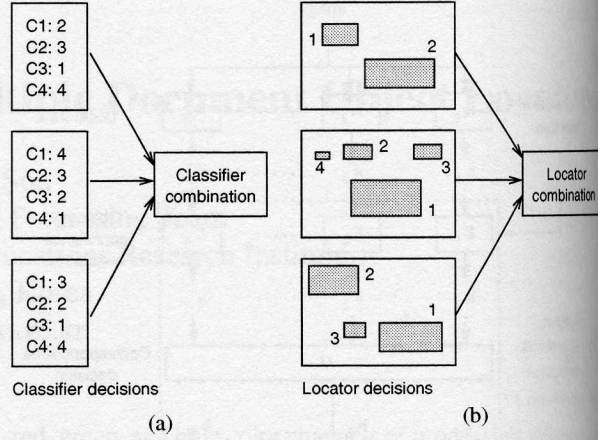 C1: 2
C2: 3
C3: 1
C4: 4
C1: 4
C2: 3
C3: 2
C4: 1
C1: 3
C2: 2
C3: 1
C4: 4
Classifier
combination
Classifier decisions
(a)
1
2
4
2
3
1
2
3
1
Locator
combination
Locator decisions
(b)